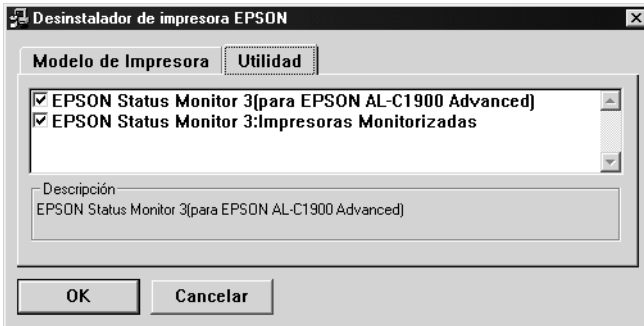 Desinstalador de impresora EPSON
Modelo de Impresora Utilidad
EPSON Status Monitor 3(para EPSON AL-C1900 Advanced)
EPSON Status Monitor 3:Impresoras Monitorizadas
Descripción
EPSON Status Monitor 3(para EPSON AL-C1900 Advanced)
OK Cancelar